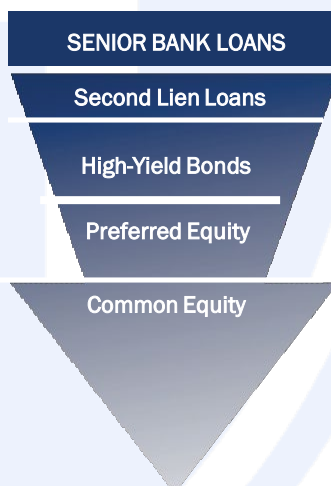 SENIOR BANK LOANS
Second Lien Loans
High-Yield Bonds
Preferred Equity
Common Equity